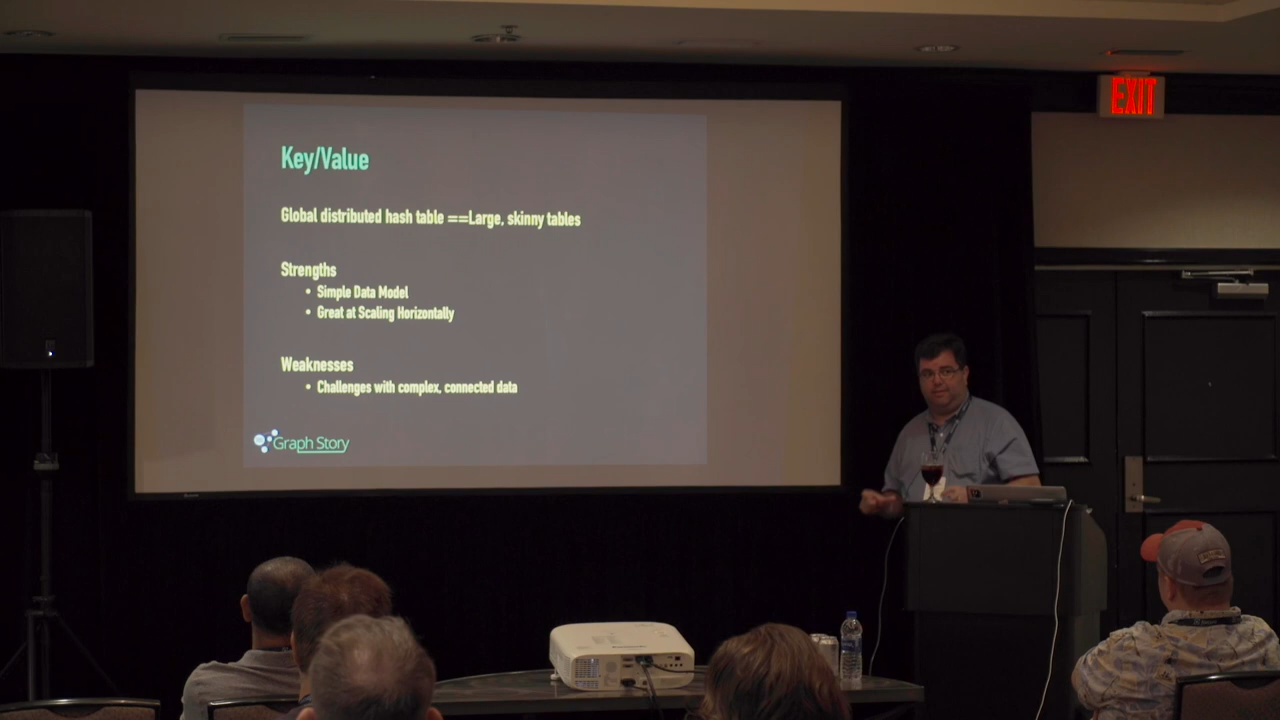 EXIT
Key/Value
Global distributed hash table ==Large, skinny tables
Strengths
• Simple Data Model
• Great at Scaling Horizontally
Weaknesses
• Challenges with complex, connected data
Graph Story